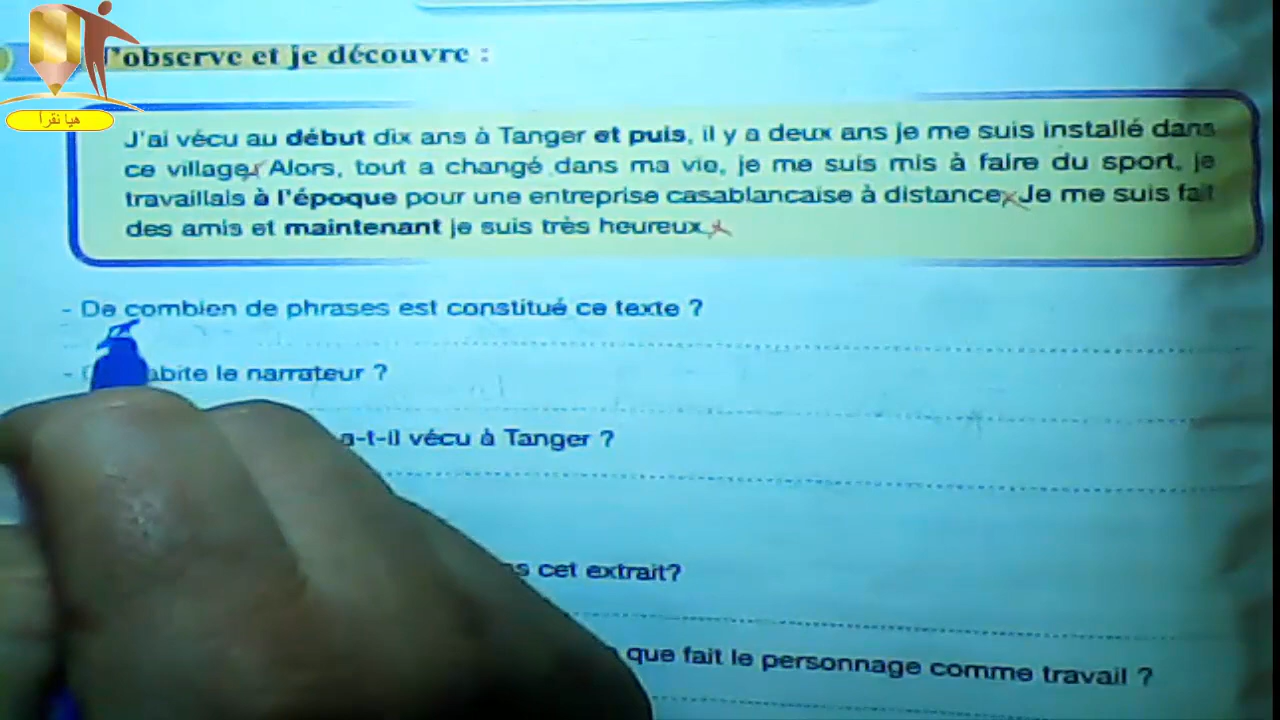 هيا نقرأ
J'observe et je découvre :
J'ai vécu au début dix ans à Tanger et puis, il y a deux ans je me suis installé dans
ce village. Alors, tout a changé dans ma vie, je me suis mis à faire du sport, je
travaillais à l'époque pour une entreprise casablancaise à distance. Je me suis fait
des amis et maintenant je suis très heureux.
- De combien de phrases est constitué ce texte ?
- abite le narrateur ?
a-t-il vécu à Tanger ?
cet extrait?
que fait le personnage comme travail ?